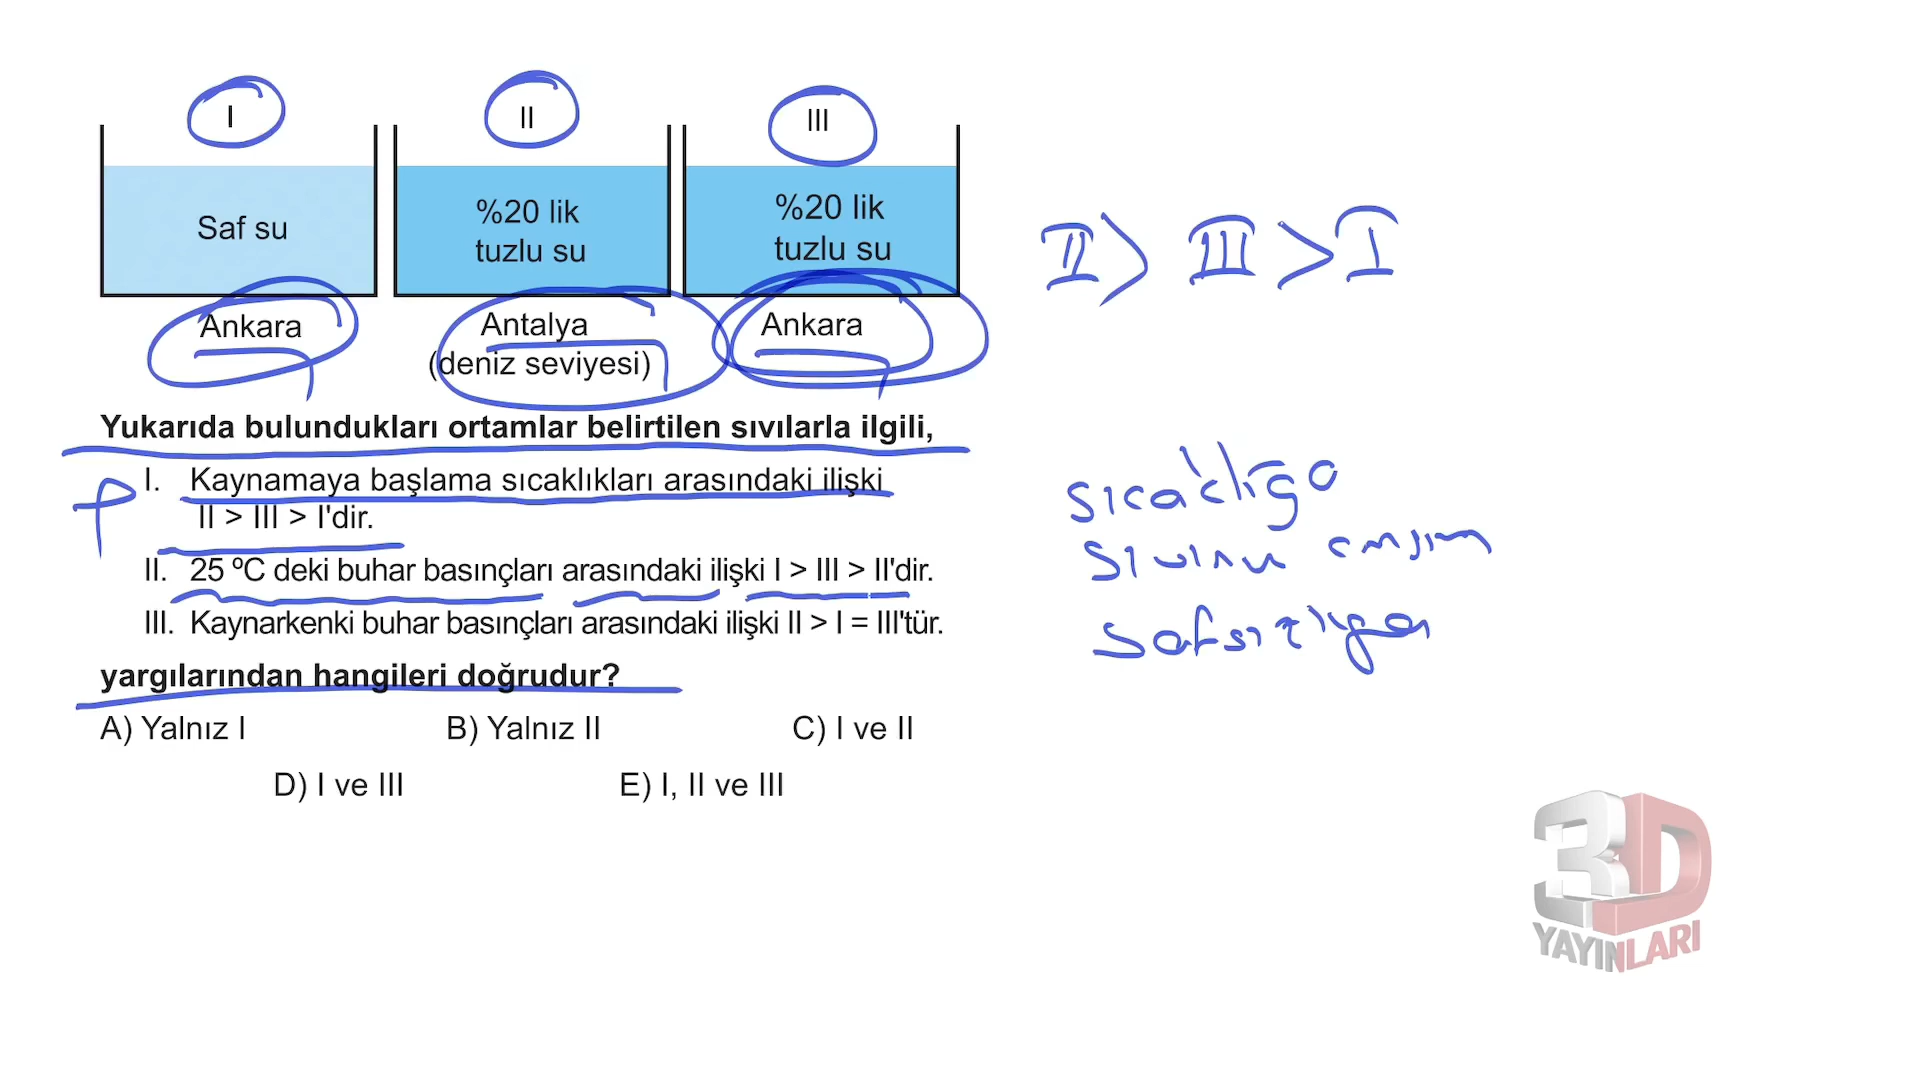 I
II
III
Saf su
%20 lik
tuzlu su
%20 lik
tuzlu su
Ankara
Antalya
(deniz seviyesi)
Ankara
II > III > I
Yukarıda bulundukları ortamlar belirtilen sıvılarla ilgili,
I. Kaynamaya başlama sıcaklıkları arasındaki ilişki
II > III > I'dir.
II. 25 ºC deki buhar basınçları arasındaki ilişki I > III > II'dir.
III. Kaynarkenki buhar basınçları arasındaki ilişki II > I = III'tür.
yargılarından hangileri doğrudur?
A) Yalnız I
B) Yalnız II
C) I ve II
D) I ve III
E) I, II ve III
sıcaklığa
sıvının
safsızlığa
3D
YAYINLARI